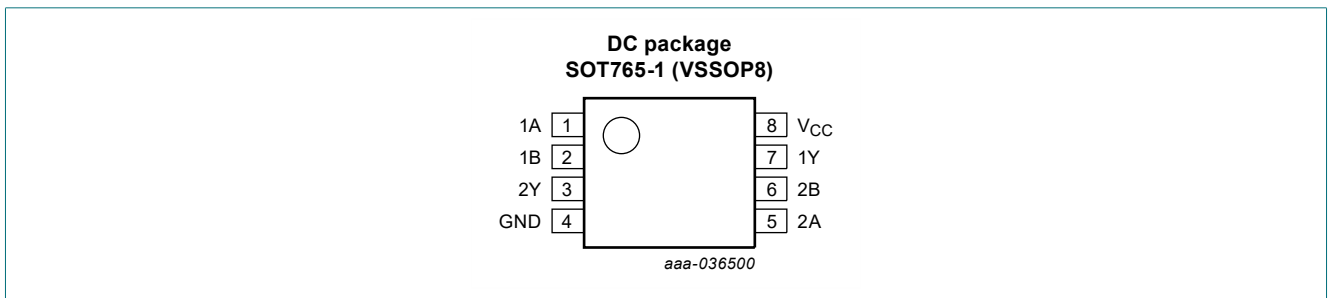 DC package
SOT765-1 (VSSOP8)
1A 1 8 VCC
1B 2 7 1Y
2Y 3 6 2B
GND 4 5 2A
aaa-036500